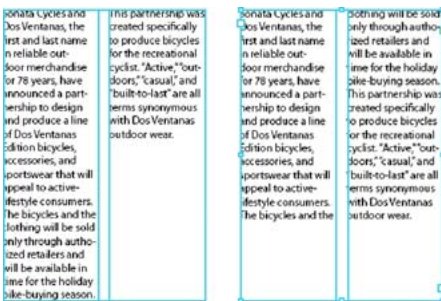 Sonata Cycles and
Dos Ventanas, the
first and last name
in reliable out-
door merchandise
for 78 years, have
announced a part-
nership to design
and produce a line
of Dos Ventanas
Edition bicycles,
accessories, and
sportswear that will
appeal to active-
lifestyle consumers.
The bicycles and the
clothing will be sold
only through autho-
rized retailers and
will be available in
time for the holiday
bike-buying season.
This partnership was
created specifically
to produce bicycles
for the recreational
cyclist. “Active,” “out-
doors,” “casual,” and
“built-to-last” are all
terms synonymous
with Dos Ventanas
outdoor wear.
Sonata Cycles and
Dos Ventanas, the
first and last name
in reliable out-
door merchandise
for 78 years, have
announced a part-
nership to design
and produce a line
of Dos Ventanas
Edition bicycles,
accessories, and
sportswear that will
appeal to active-
lifestyle consumers.
The bicycles and the
clothing will be sold
only through autho-
rized retailers and
will be available in
time for the holiday
bike-buying season.
This partnership was
created specifically
to produce bicycles
for the recreational
cyclist. “Active,” “out-
doors,” “casual,” and
“built-to-last” are all
terms synonymous
with Dos Ventanas
outdoor wear.